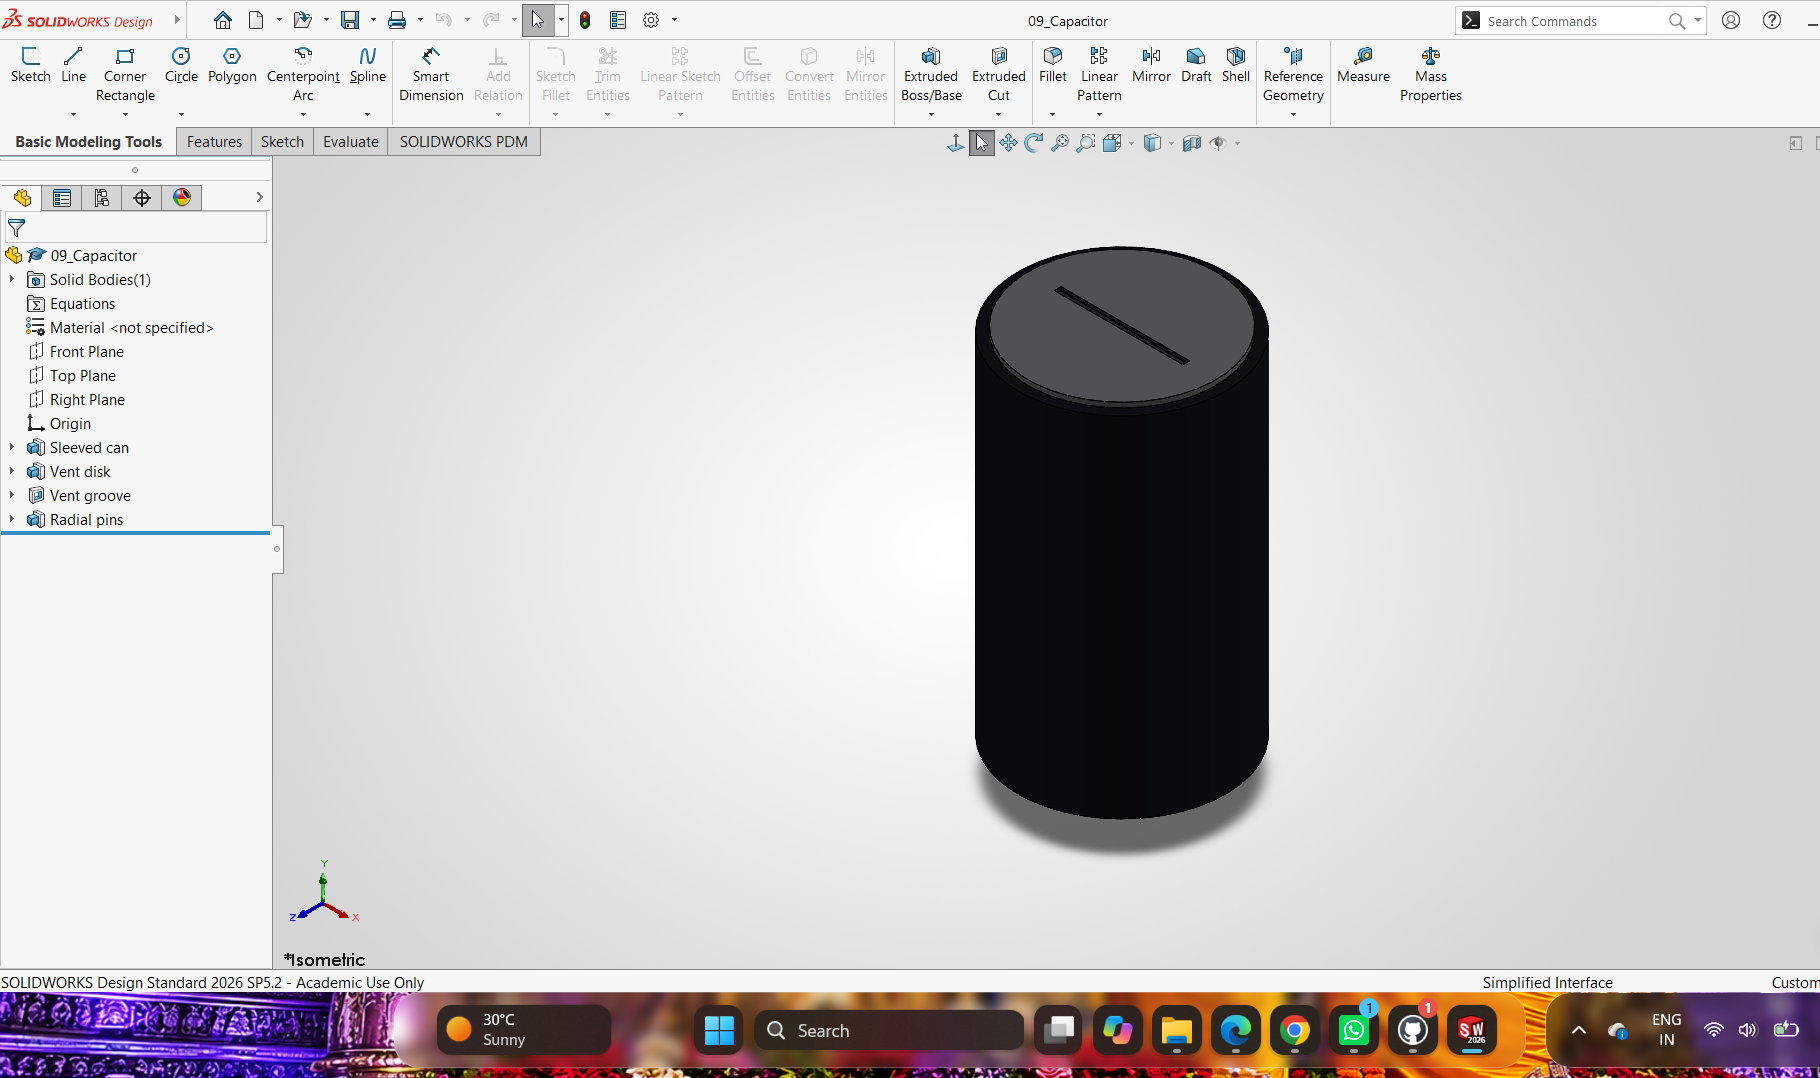 SOLIDWORKS Design
09_Capacitor
Search Commands
Sketch
Line
Corner Rectangle
Circle
Polygon
Centerpoint Arc
Spline
Smart Dimension
Add Relation
Sketch Fillet
Trim Entities
Linear Sketch Pattern
Offset Entities
Convert Entities
Mirror Entities
Extruded Boss/Base
Extruded Cut
Fillet
Linear Pattern
Mirror
Draft
Shell
Reference Geometry
Measure
Mass Properties
Basic Modeling Tools
Features
Sketch
Evaluate
SOLIDWORKS PDM
09_Capacitor
Solid Bodies(1)
Equations
Material <not specified>
Front Plane
Top Plane
Right Plane
Origin
Sleeved can
Vent disk
Vent groove
Radial pins
Y
Z
X
*Isometric
SOLIDWORKS Design Standard 2026 SP5.2 - Academic Use Only
Simplified Interface
Custom
30°C
Sunny
Search
1
1
SW
2026
ENG
IN